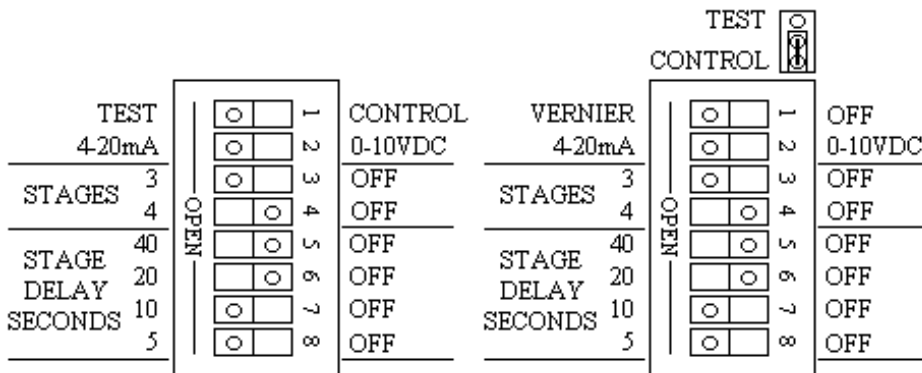 TEST
CONTROL
TEST 1 CONTROL
4-20mA 2 0-10VDC
STAGES
3 3 OFF
4 4 OFF
OPEN
STAGE DELAY SECONDS
40 5 OFF
20 6 OFF
10 7 OFF
5 8 OFF
VERNIER 1 OFF
4-20mA 2 0-10VDC
STAGES
3 3 OFF
4 4 OFF
OPEN
STAGE DELAY SECONDS
40 5 OFF
20 6 OFF
10 7 OFF
5 8 OFF